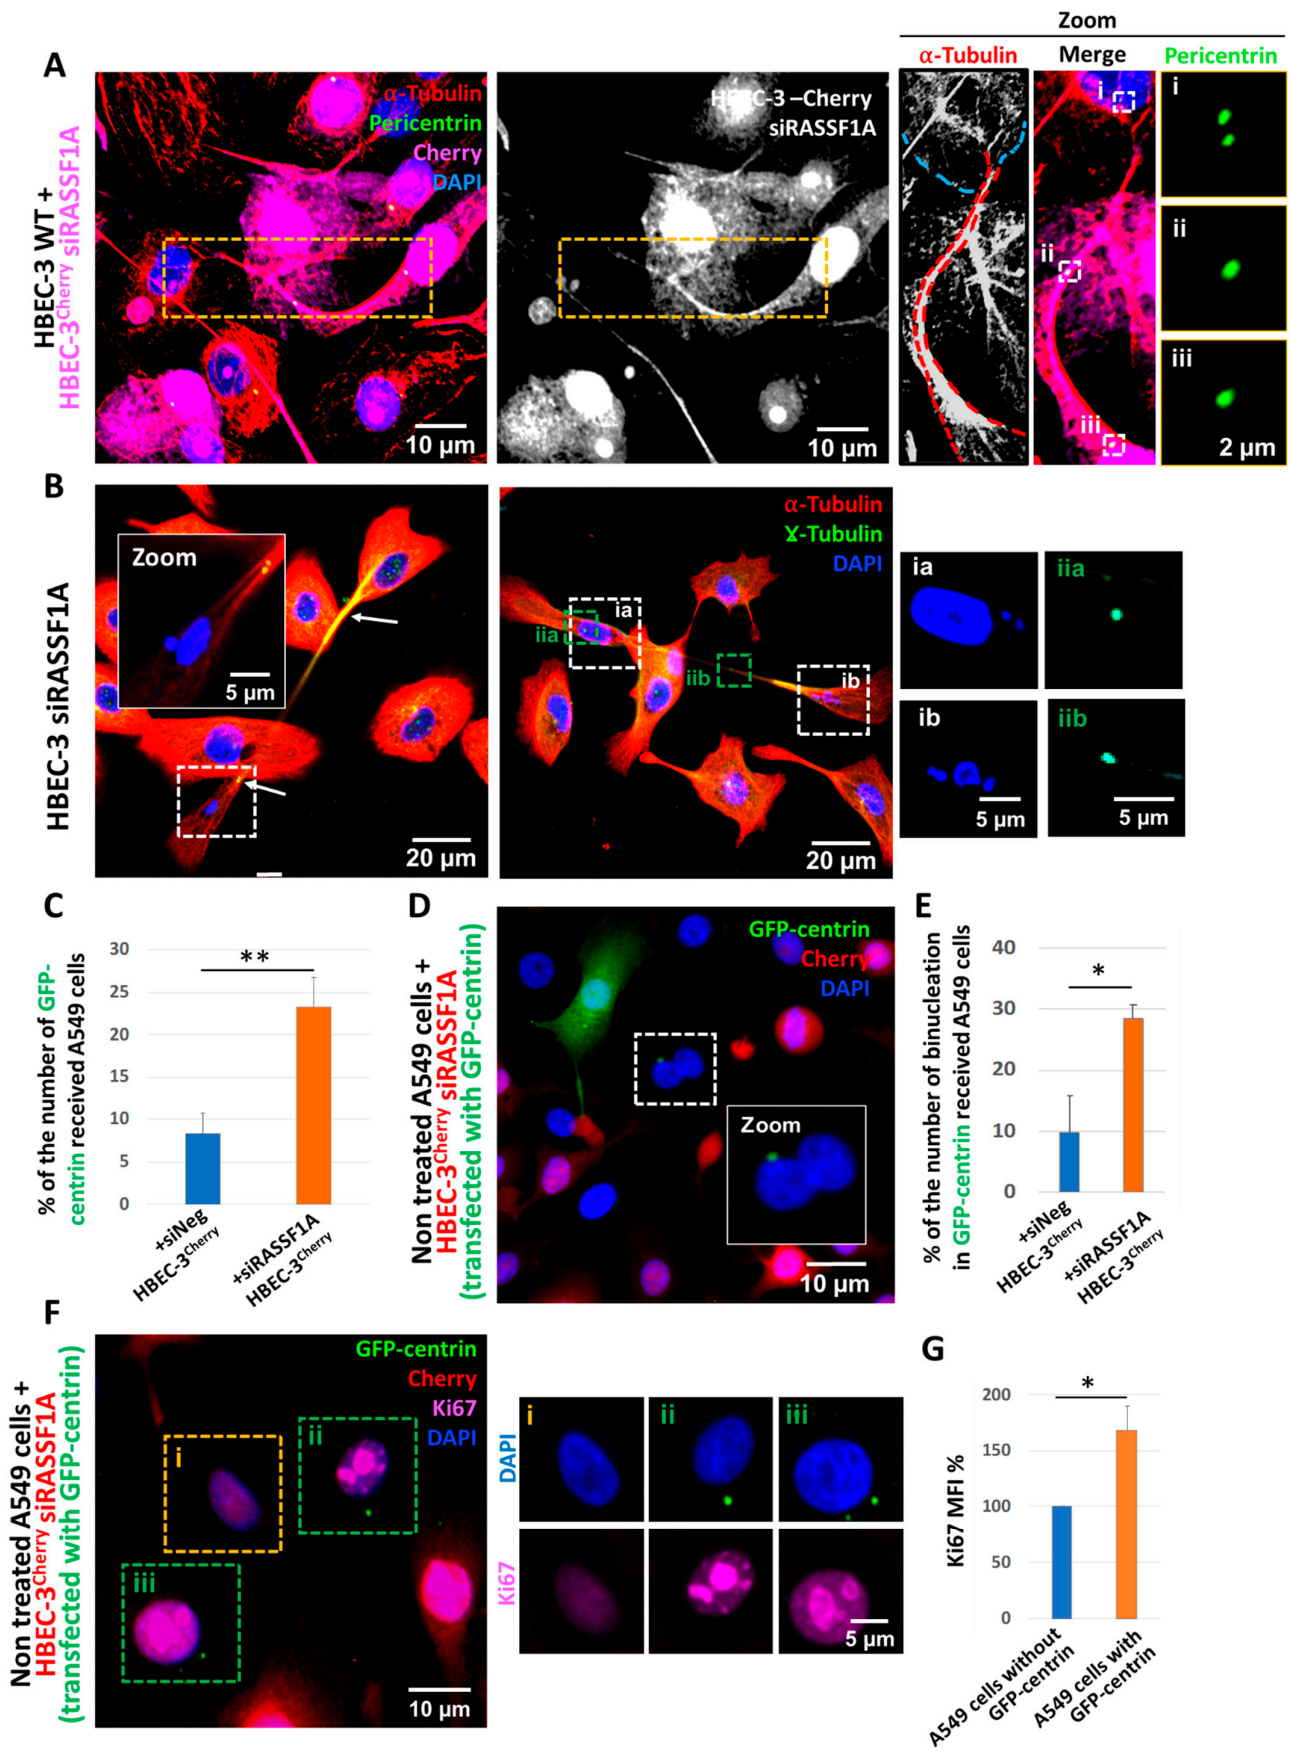 Zoom
A
α-Tubulin
Merge
Pericentrin
HBEC-3 WT +
HBEC-3Cherry siRASSF1A
α-Tubulin
Pericentrin
Cherry
DAPI
10 µm
HBEC-3 –Cherry
siRASSF1A
10 µm
i
ii
iii
i
ii
iii
2 µm
B
HBEC-3 siRASSF1A
Zoom
5 µm
20 µm
α-Tubulin
Ɣ-Tubulin
DAPI
ia
iia
iib
ib
20 µm
ia
iia
ib
iib
5 µm
5 µm
C
% of the number of GFP-
centrin received A549 cells
30
25
20
15
10
5
0
**
+siNeg
HBEC-3Cherry
+siRASSF1A
HBEC-3Cherry
D
Non treated A549 cells +
HBEC-3Cherry siRASSF1A
(transfected with GFP-centrin)
GFP-centrin
Cherry
DAPI
Zoom
10 µm
E
% of the number of binucleation
in GFP-centrin received A549 cells
40
30
20
10
0
*
+siNeg
HBEC-3Cherry
+siRASSF1A
HBEC-3Cherry
F
Non treated A549 cells +
HBEC-3Cherry siRASSF1A
(transfected with GFP-centrin)
GFP-centrin
Cherry
Ki67
DAPI
i
ii
iii
10 µm
i
ii
iii
DAPI
Ki67
5 µm
G
Ki67 MFI %
200
150
100
50
0
*
A549 cells without
GFP-centrin
A549 cells with
GFP-centrin